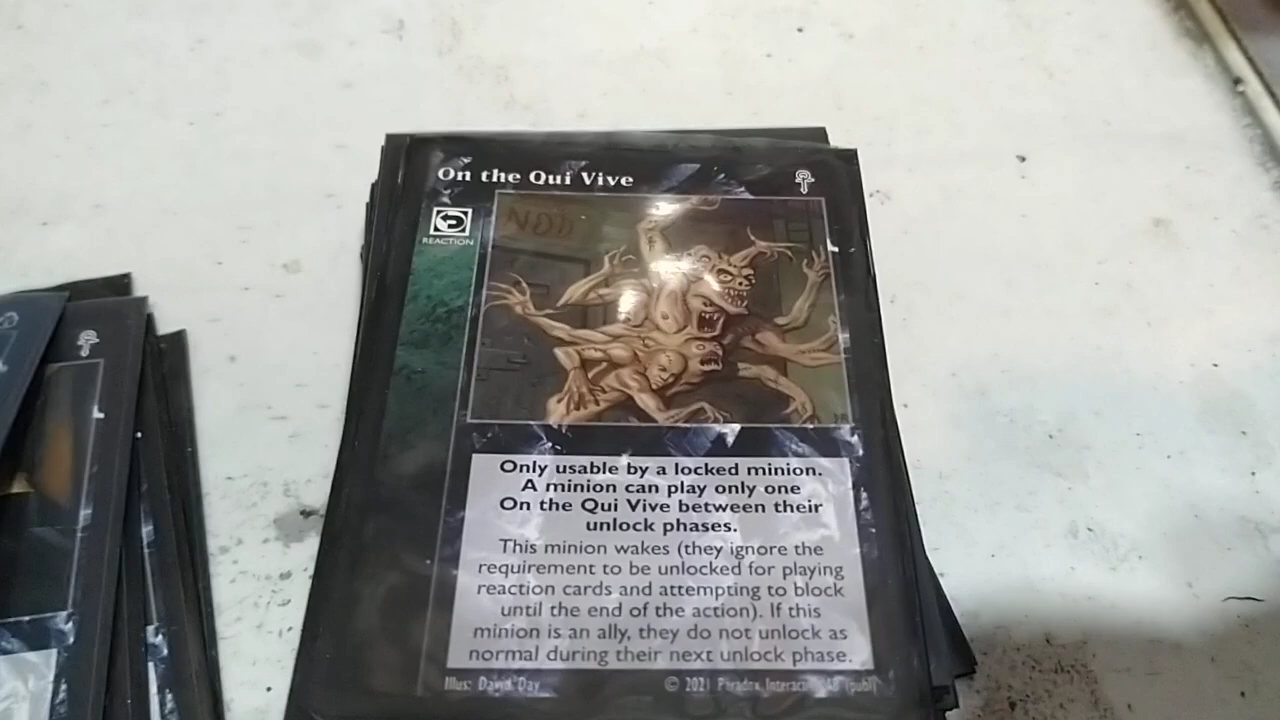 On the Qui Vive
REACTION
Only usable by a locked minion.
A minion can play only one
On the Qui Vive between their
unlock phases.
This minion wakes (they ignore the
requirement to be unlocked for playing
reaction cards and attempting to block
until the end of the action). If this
minion is an ally, they do not unlock as
normal during their next unlock phase.
Illus: David Day
© 2021 Paradox Interactive AB (publ)